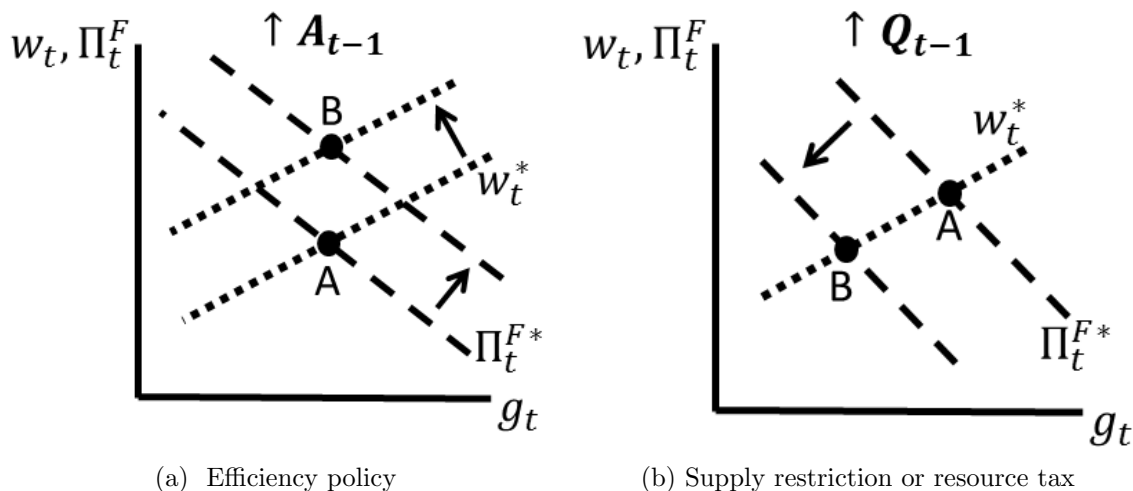 ↑ A_{t−1}
w_t, Π_t^F
B
w_t^*
A
Π_t^{F*}
g_t
(a) Efficiency policy
↑ Q_{t−1}
w_t, Π_t^F
w_t^*
A
B
Π_t^{F*}
g_t
(b) Supply restriction or resource tax